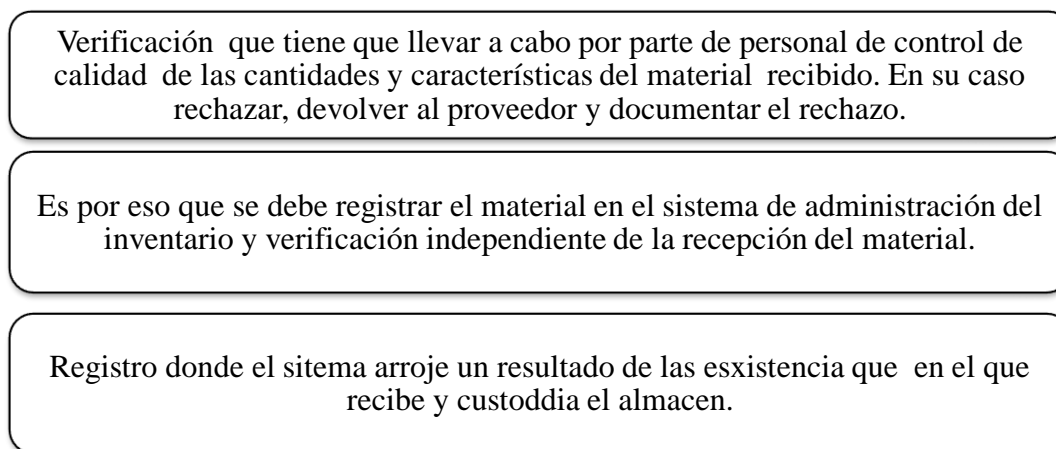 Verificación que tiene que llevar a cabo por parte de personal de control de
calidad de las cantidades y características del material recibido. En su caso
rechazar, devolver al proveedor y documentar el rechazo.
Es por eso que se debe registrar el material en el sistema de administración del
inventario y verificación independiente de la recepción del material.
Registro donde el sitema arroje un resultado de las esxistencia que en el que
recibe y custoddia el almacen.